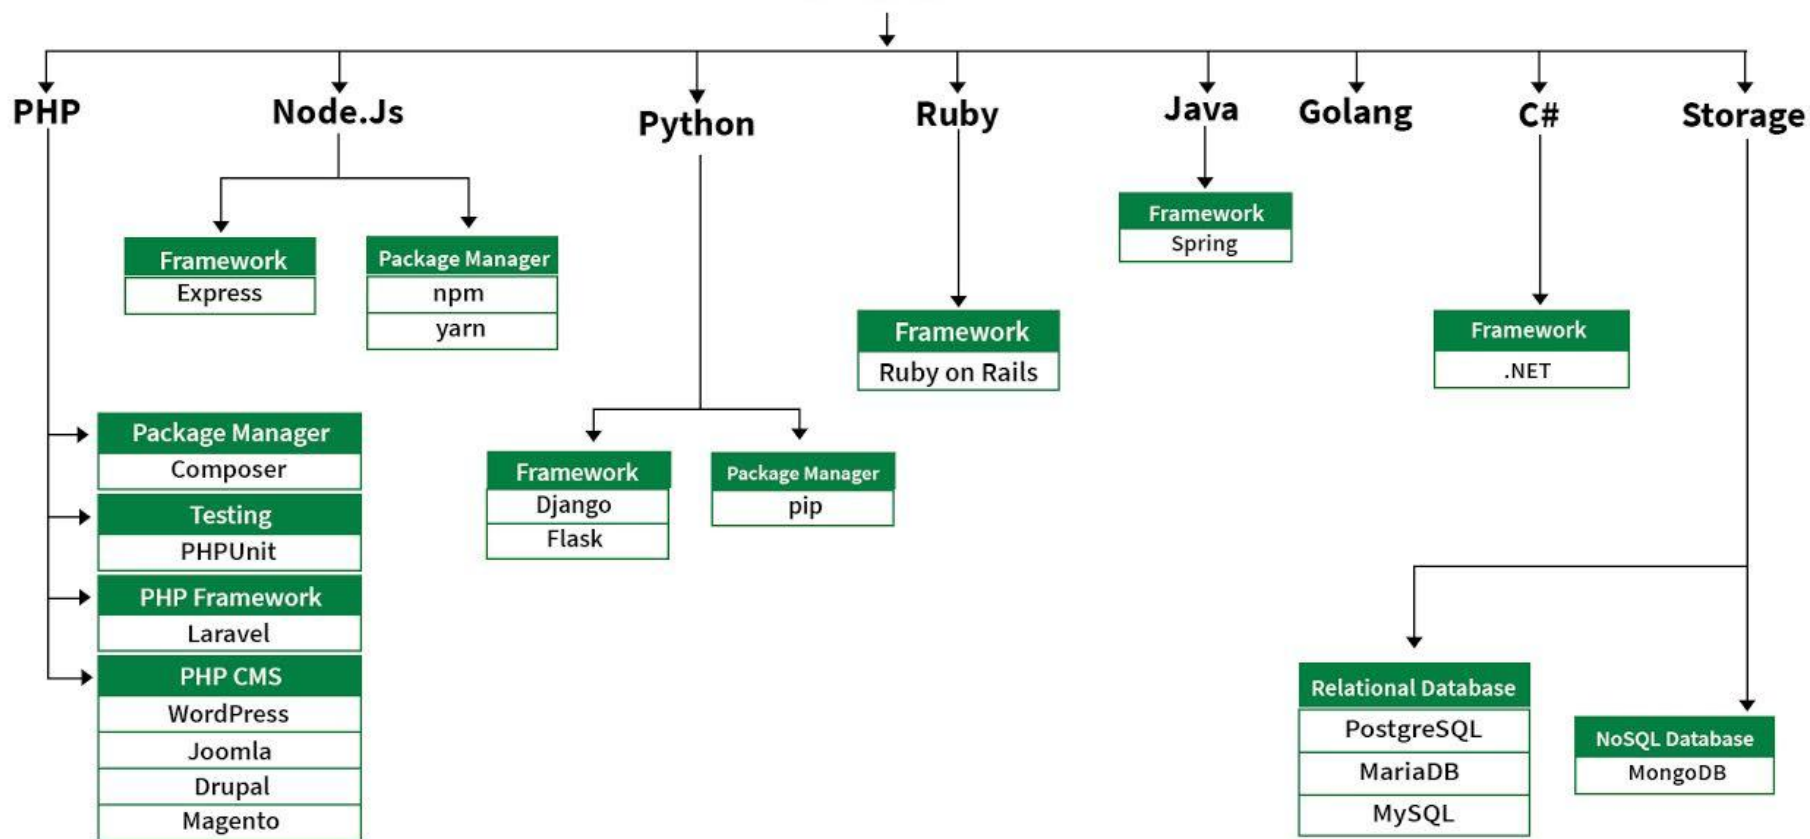 PHP
Node.Js
Python
Ruby
Java
Golang
C#
Storage
Framework
Express
Package Manager
npm
yarn
Framework
Spring
Framework
Ruby on Rails
Framework
.NET
Package Manager
Composer
Testing
PHPUnit
PHP Framework
Laravel
PHP CMS
WordPress
Joomla
Drupal
Magento
Framework
Django
Flask
Package Manager
pip
Relational Database
PostgreSQL
MariaDB
MySQL
NoSQL Database
MongoDB